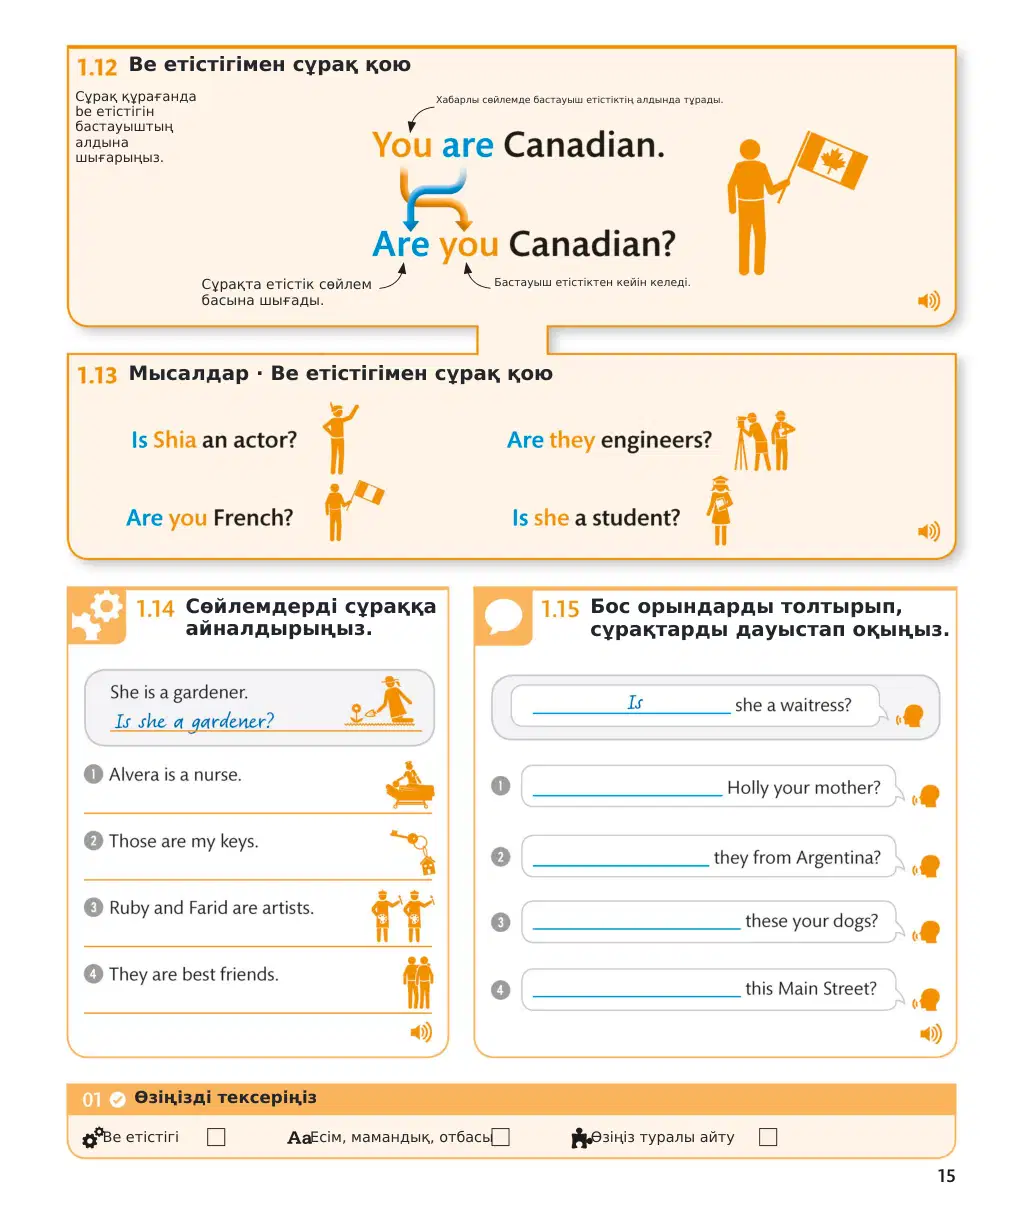 1.12 Be етістігімен сұрақ қою
Сұрақ құрағанда
be етістігін
бастауыштың
алдына
шығарыңыз.
Хабарлы сөйлемде бастауыш етістіктің алдында тұрады.
You are Canadian.
Are you Canadian?
Сұрақта етістік сөйлем
басына шығады.
Бастауыш етістіктен кейін келеді.
1.13 Мысалдар · Be етістігімен сұрақ қою
Is Shia an actor?
Are they engineers?
Are you French?
Is she a student?
1.14 Сөйлемдерді сұраққа
айналдырыңыз.
She is a gardener.
Is she a gardener?
1 Alvera is a nurse.
2 Those are my keys.
3 Ruby and Farid are artists.
4 They are best friends.
1.15 Бос орындарды толтырып,
сұрақтарды дауыстап оқыңыз.
Is she a waitress?
1 Holly your mother?
2 they from Argentina?
3 these your dogs?
4 this Main Street?
01 Өзіңізді тексеріңіз
Be етістігі Aa Есім, мамандық, отбасы Өзіңіз туралы айту
15